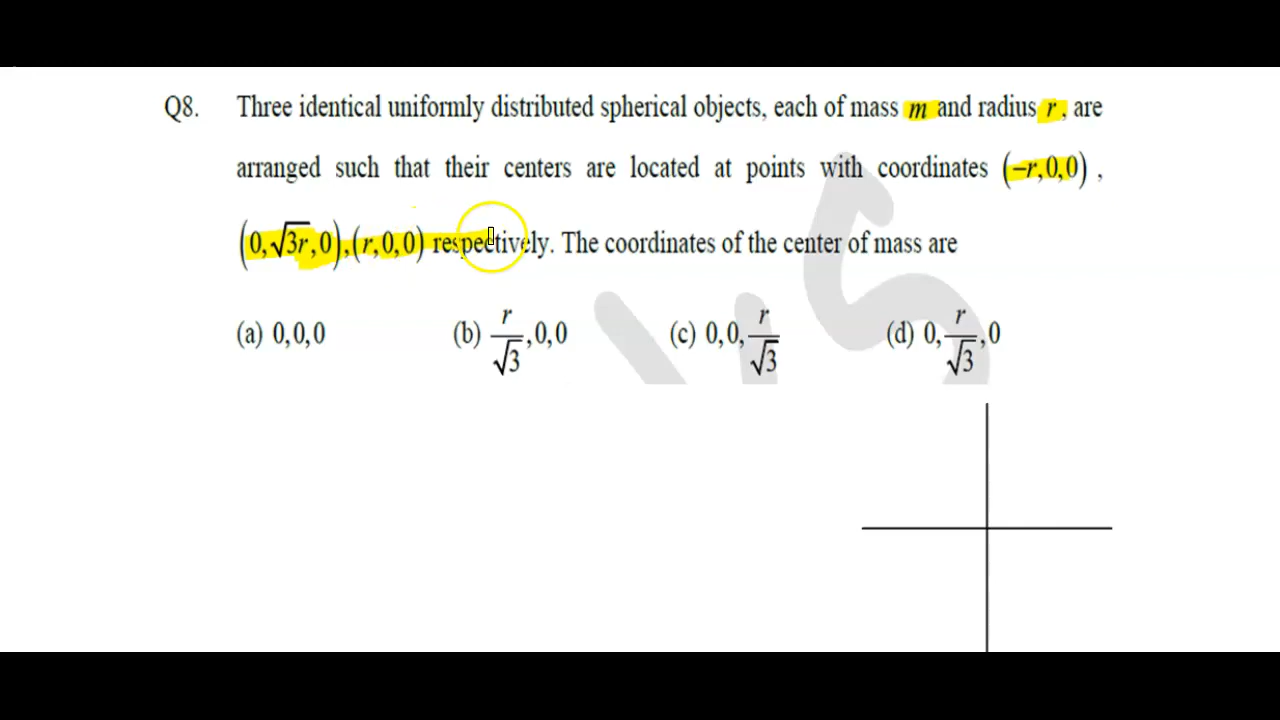 Q8. Three identical uniformly distributed spherical objects, each of mass m and radius r, are
arranged such that their centers are located at points with coordinates (−r,0,0),
(0,√3r,0),(r,0,0) respectively. The coordinates of the center of mass are
(a) 0,0,0 (b) r/√3,0,0 (c) 0,0,r/√3 (d) 0,r/√3,0